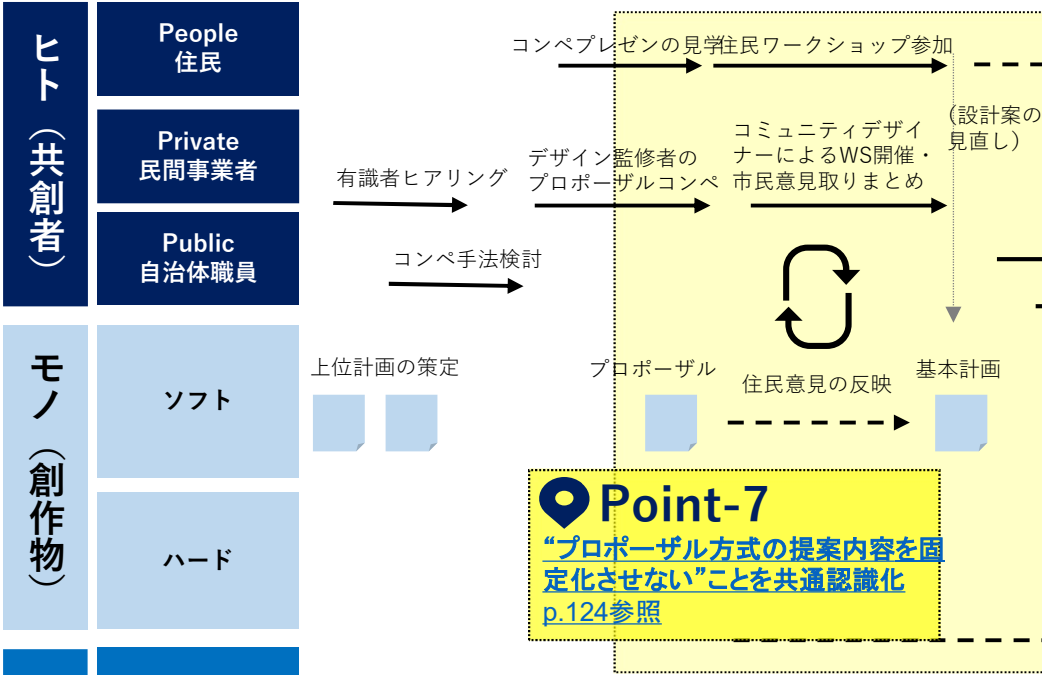 ヒト（共創者）
People
住民
コンペプレゼンの見学
住民ワークショップ参加
（設計案の
見直し）
Private
民間事業者
有識者ヒアリング
デザイン監修者の
プロポーザルコンペ
コミュニティデザイ
ナーによるWS開催・
市民意見取りまとめ
Public
自治体職員
コンペ手法検討
モノ（創作物）
ソフト
上位計画の策定
プロポーザル
住民意見の反映
基本計画
ハード
Point-7
“プロポーザル方式の提案内容を固
定化させない”ことを共通認識化
p.124参照